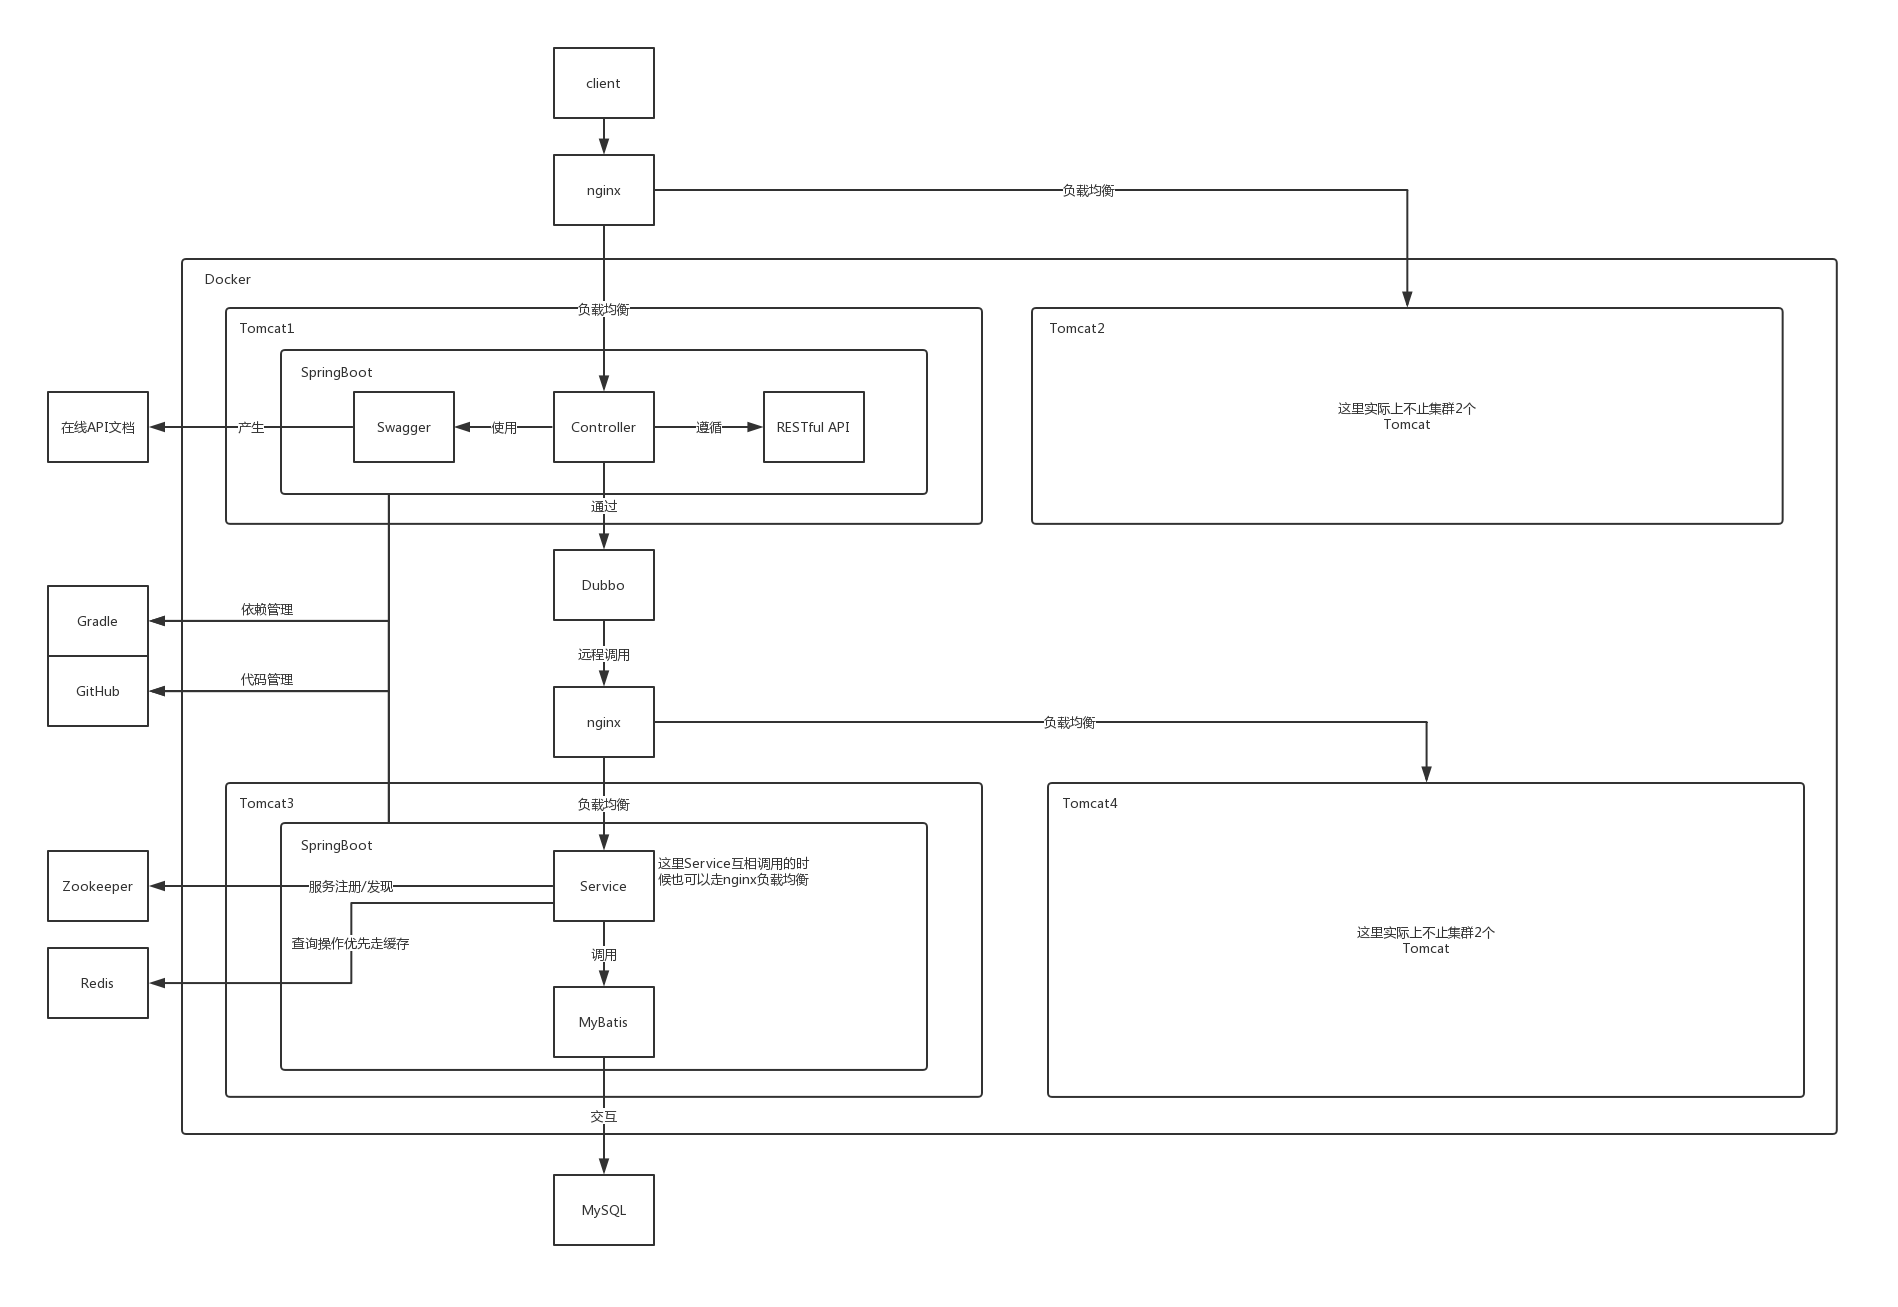 client
nginx
负载均衡
Docker
负载均衡
Tomcat1
Tomcat2
SpringBoot
在线API文档
产生
Swagger
使用
Controller
遵循
RESTful API
这里实际上不止集群2个
Tomcat
通过
Dubbo
Gradle
依赖管理
远程调用
GitHub
代码管理
nginx
负载均衡
Tomcat3
负载均衡
Tomcat4
SpringBoot
这里Service互相调用的时
候也可以走nginx负载均衡
Zookeeper
服务注册/发现
Service
查询操作优先走缓存
调用
这里实际上不止集群2个
Tomcat
Redis
MyBatis
交互
MySQL